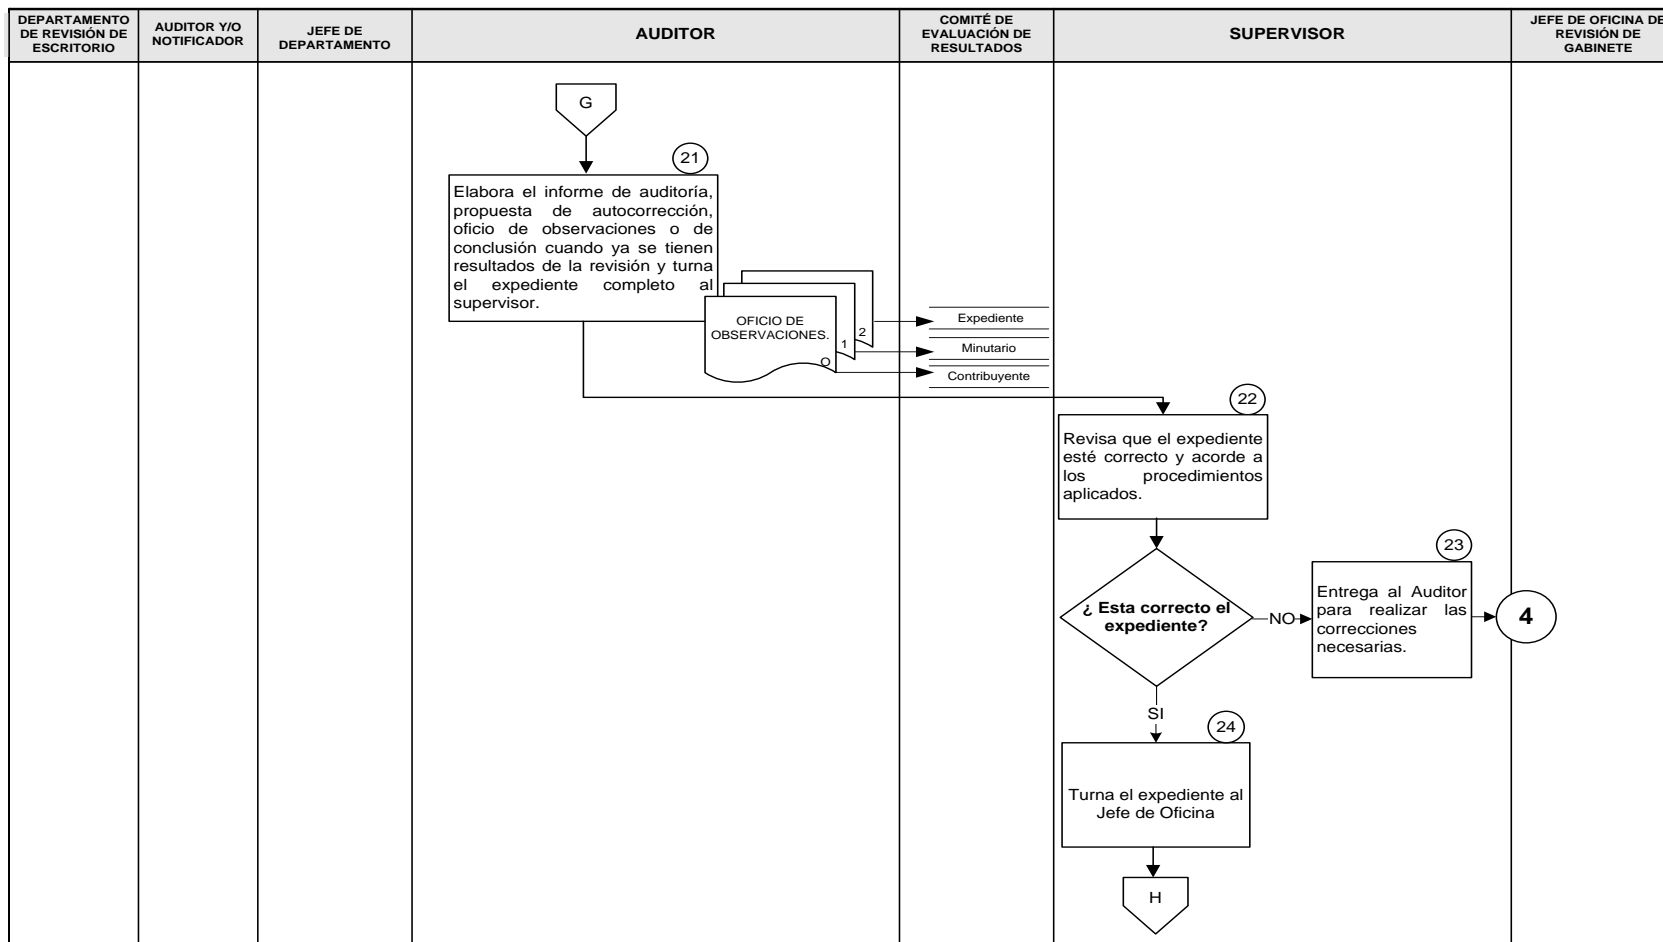 DEPARTAMENTO
DE REVISIÓN DE
ESCRITORIO
AUDITOR Y/O
NOTIFICADOR
JEFE DE
DEPARTAMENTO
AUDITOR
COMITÉ DE
EVALUACIÓN DE
RESULTADOS
SUPERVISOR
JEFE DE OFICINA DE
REVISIÓN DE
GABINETE
G
21
Elabora el informe de auditoría,
propuesta de autocorrección,
oficio de observaciones o de
conclusión cuando ya se tienen
resultados de la revisión y turna
el expediente completo al
supervisor.
OFICIO DE
OBSERVACIONES.
O
1
2
Expediente
Minutario
Contribuyente
22
Revisa que el expediente
esté correcto y acorde a
los procedimientos
aplicados.
¿ Esta correcto el
expediente?
NO
23
Entrega al Auditor
para realizar las
correcciones
necesarias.
4
SI
24
Turna el expediente al
Jefe de Oficina
H